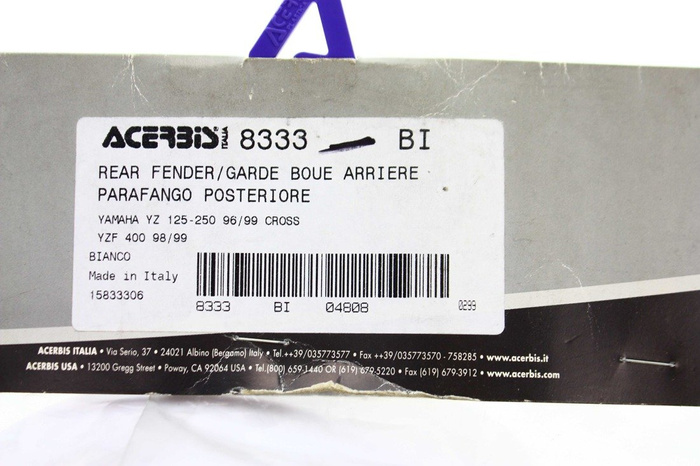 ACERBIS
ACERBIS ITALIA 8333 BI
REAR FENDER/GARDE BOUE ARRIERE
PARAFANGO POSTERIORE
YAMAHA YZ 125-250 96/99 CROSS
YZF 400 98/99
BIANCO
Made in Italy
15833306
8333 BI 04808 0299
ACERBIS ITALIA • Via Serio, 37 • 24021 Albino (Bergamo) Italy • Tel.++39/035773577 • Fax ++39/035773570 - 758285 • www.acerbis.it
ACERBIS USA • 13200 Gregg Street • Poway, CA 92064 USA • Tel.(800) 659-1440 OR (619) 679-5220 • Fax (619) 679-3912 • www.acerbis.com